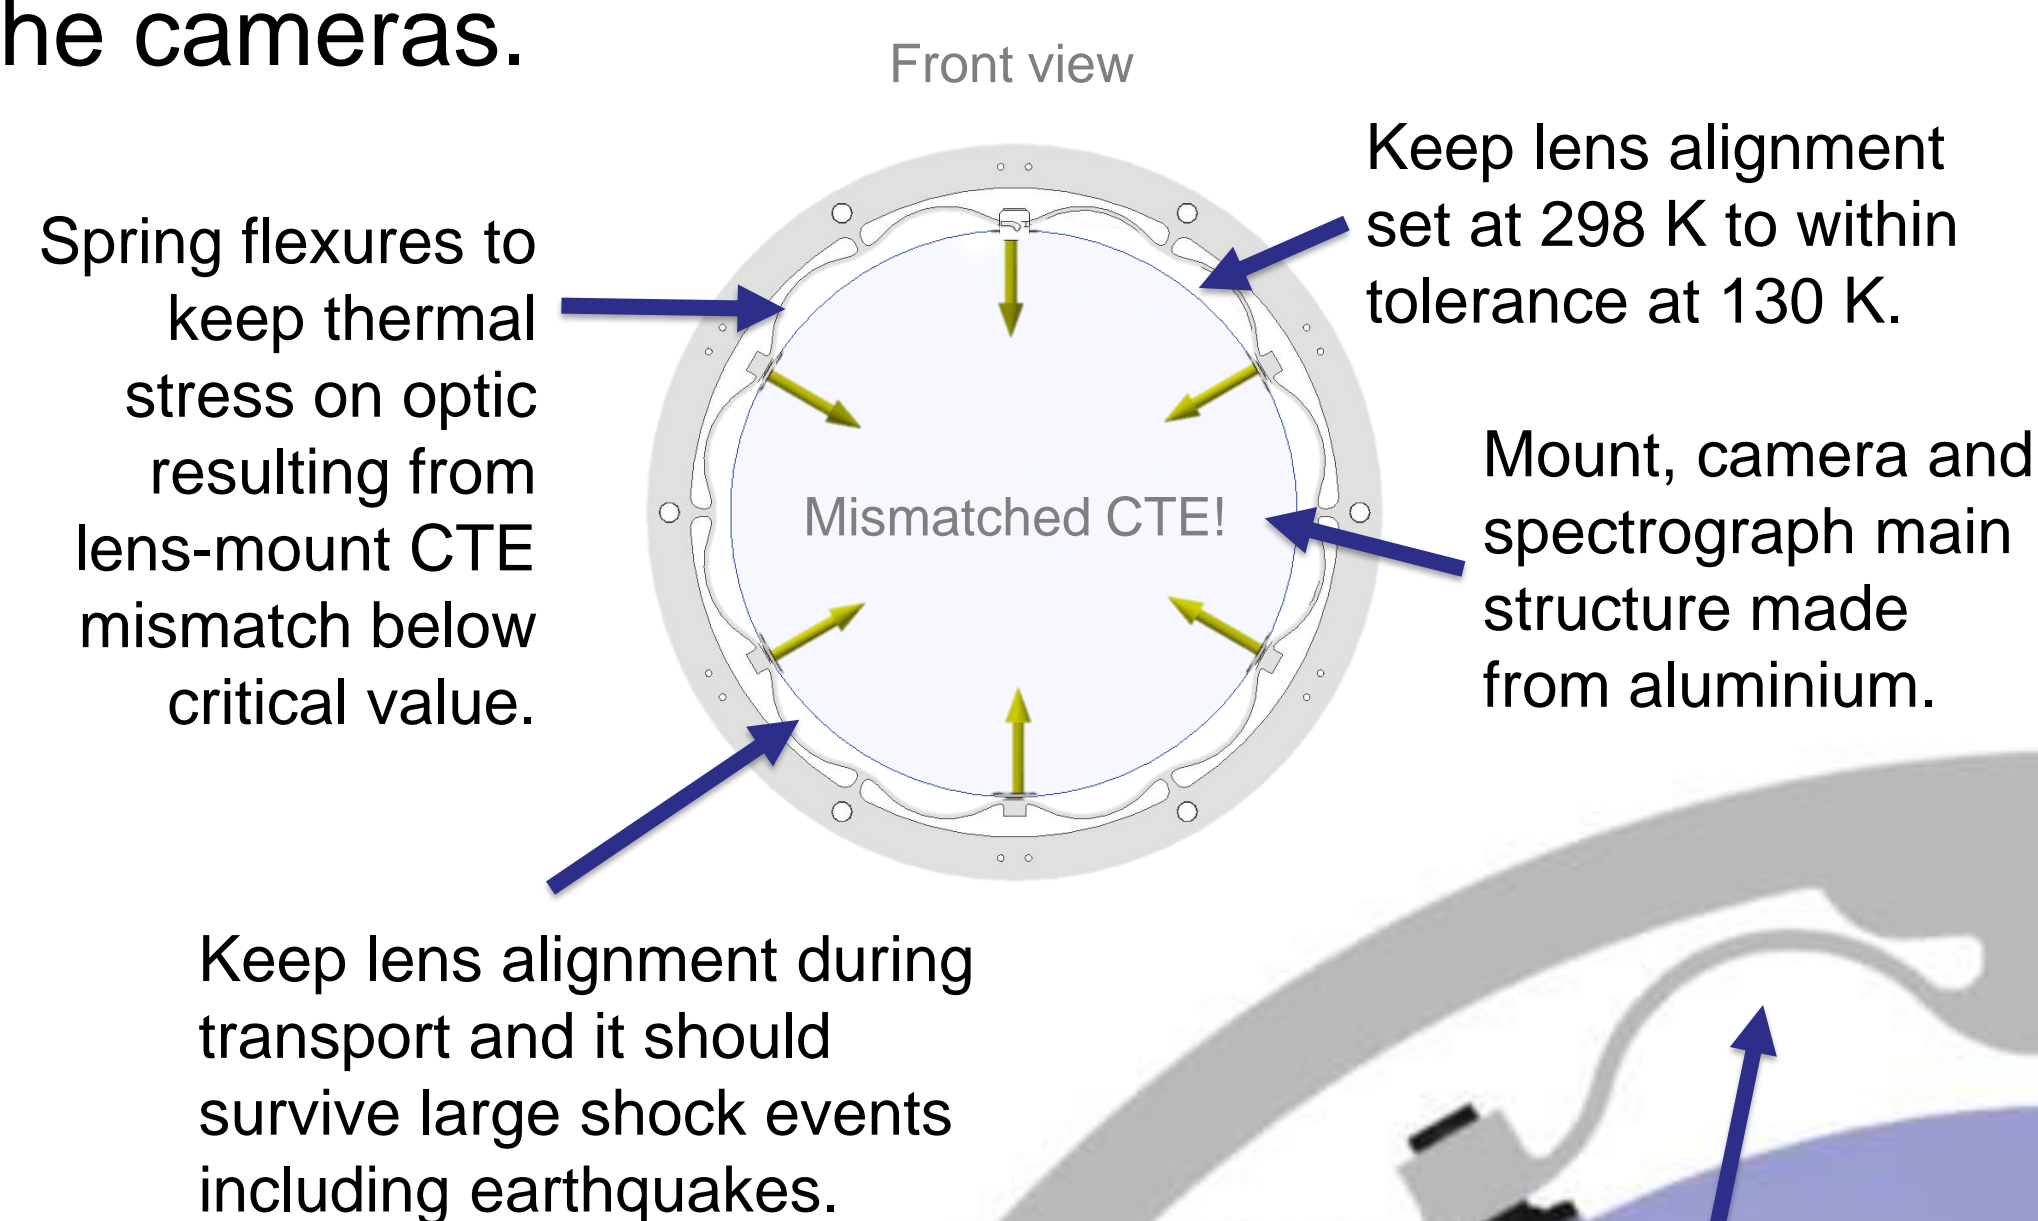 he cameras.
Front view
Spring flexures to
keep thermal
stress on optic
resulting from
lens-mount CTE
mismatch below
critical value.
Keep lens alignment
set at 298 K to within
tolerance at 130 K.
Mismatched CTE!
Mount, camera and
spectrograph main
structure made
from aluminium.
Keep lens alignment during
transport and it should
survive large shock events
including earthquakes.